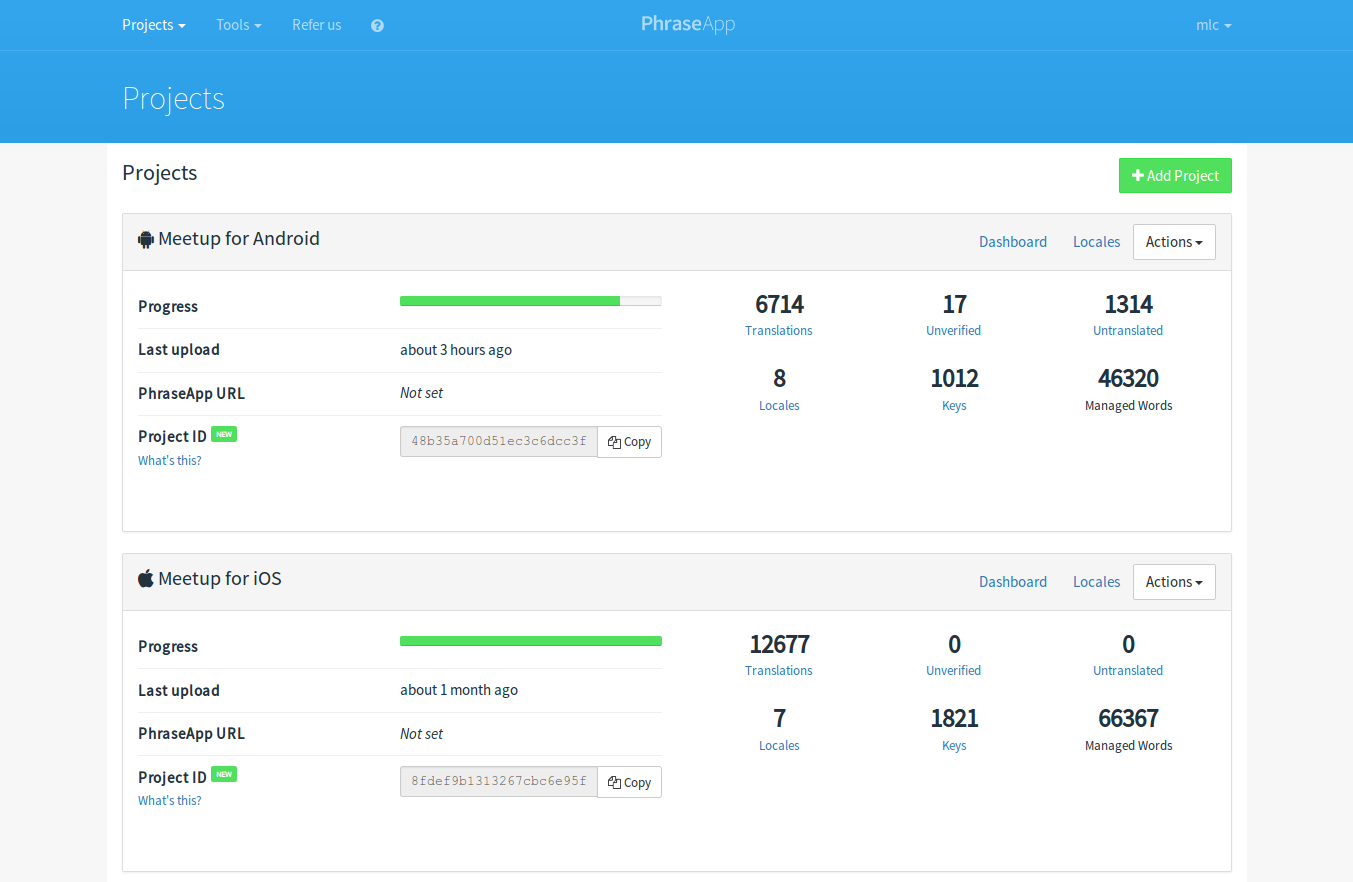 Projects Tools Refer us ? PhraseApp mlc
Projects
Projects
Add Project
Meetup for Android Dashboard Locales Actions
Progress
Last upload about 3 hours ago
PhraseApp URL Not set
Project ID NEW 48b35a700d51ec3c6dcc3f Copy
What's this?
6714 17 1314
Translations Unverified Untranslated
8 1012 46320
Locales Keys Managed Words
Meetup for iOS Dashboard Locales Actions
Progress
Last upload about 1 month ago
PhraseApp URL Not set
Project ID NEW 8fdef9b1313267cbc6e95f Copy
What's this?
12677 0 0
Translations Unverified Untranslated
7 1821 66367
Locales Keys Managed Words